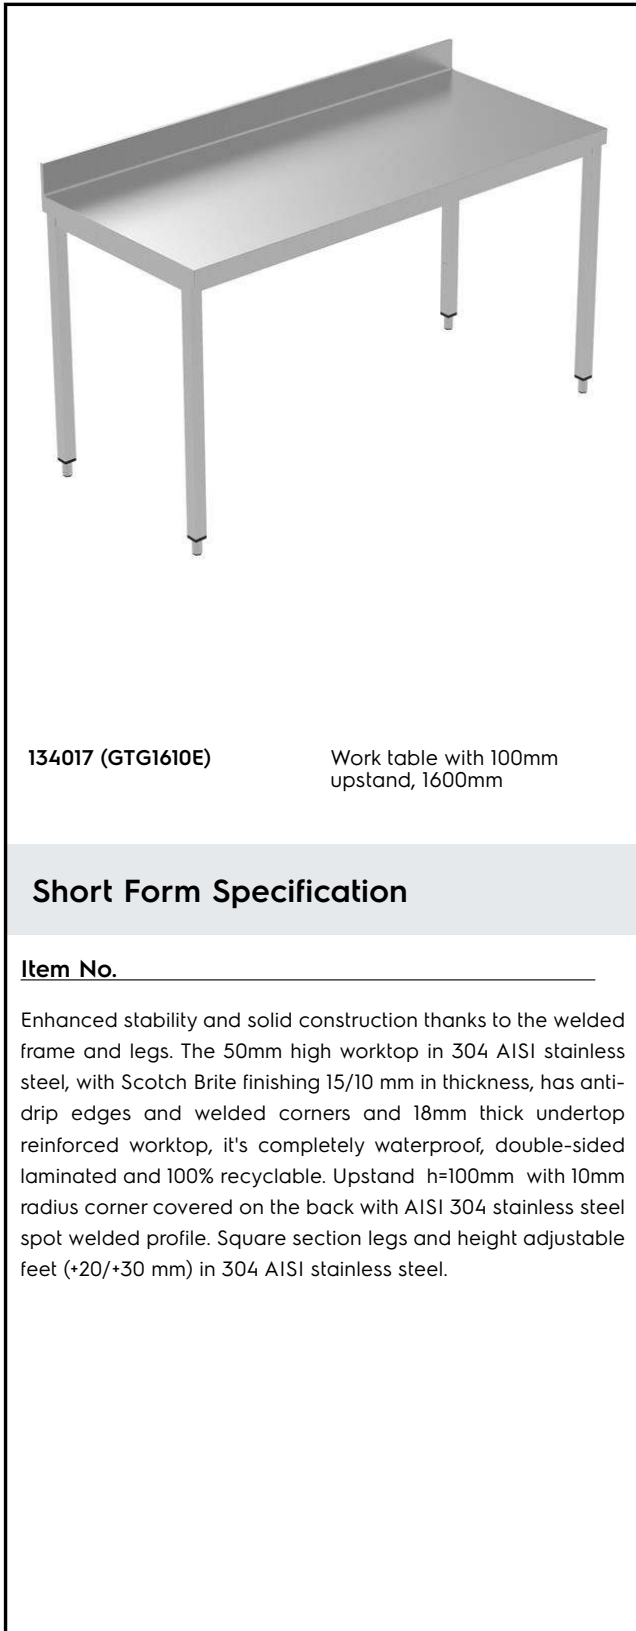 134017 (GTG1610E)
Work table with 100mm
upstand, 1600mm
Short Form Specification
Item No.
Enhanced stability and solid construction thanks to the welded
frame and legs. The 50mm high worktop in 304 AISI stainless
steel, with Scotch Brite finishing 15/10 mm in thickness, has anti-
drip edges and welded corners and 18mm thick undertop
reinforced worktop, it's completely waterproof, double-sided
laminated and 100% recyclable. Upstand h=100mm with 10mm
radius corner covered on the back with AISI 304 stainless steel
spot welded profile. Square section legs and height adjustable
feet (+20/+30 mm) in 304 AISI stainless steel.